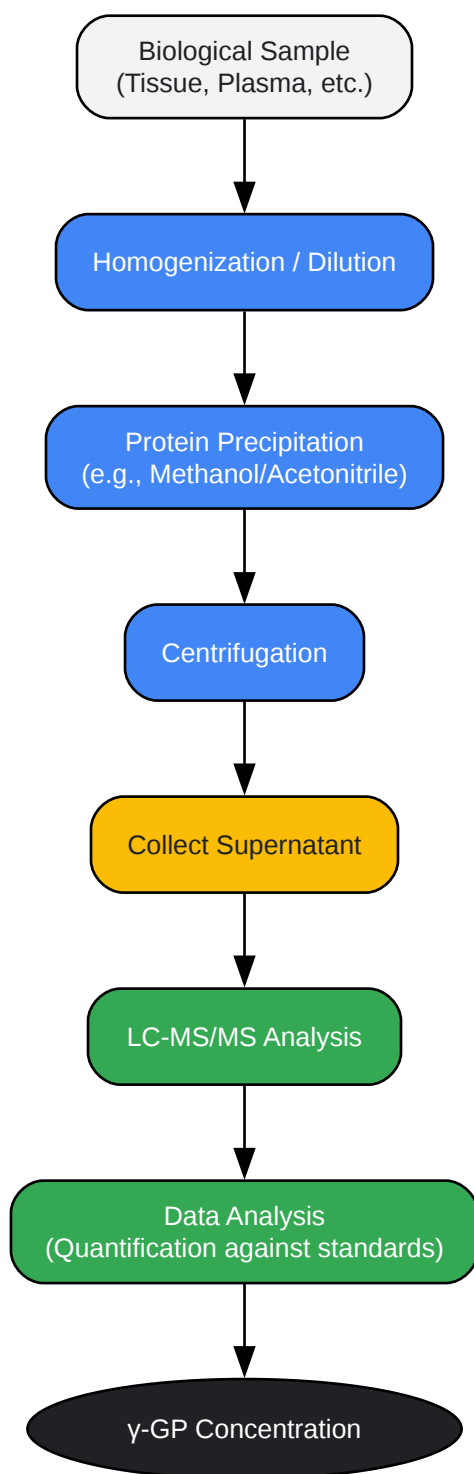 Biological Sample
(Tissue, Plasma, etc.)
Homogenization / Dilution
Protein Precipitation
(e.g., Methanol/Acetonitrile)
Centrifugation
Collect Supernatant
LC-MS/MS Analysis
Data Analysis
(Quantification against standards)
γ-GP Concentration